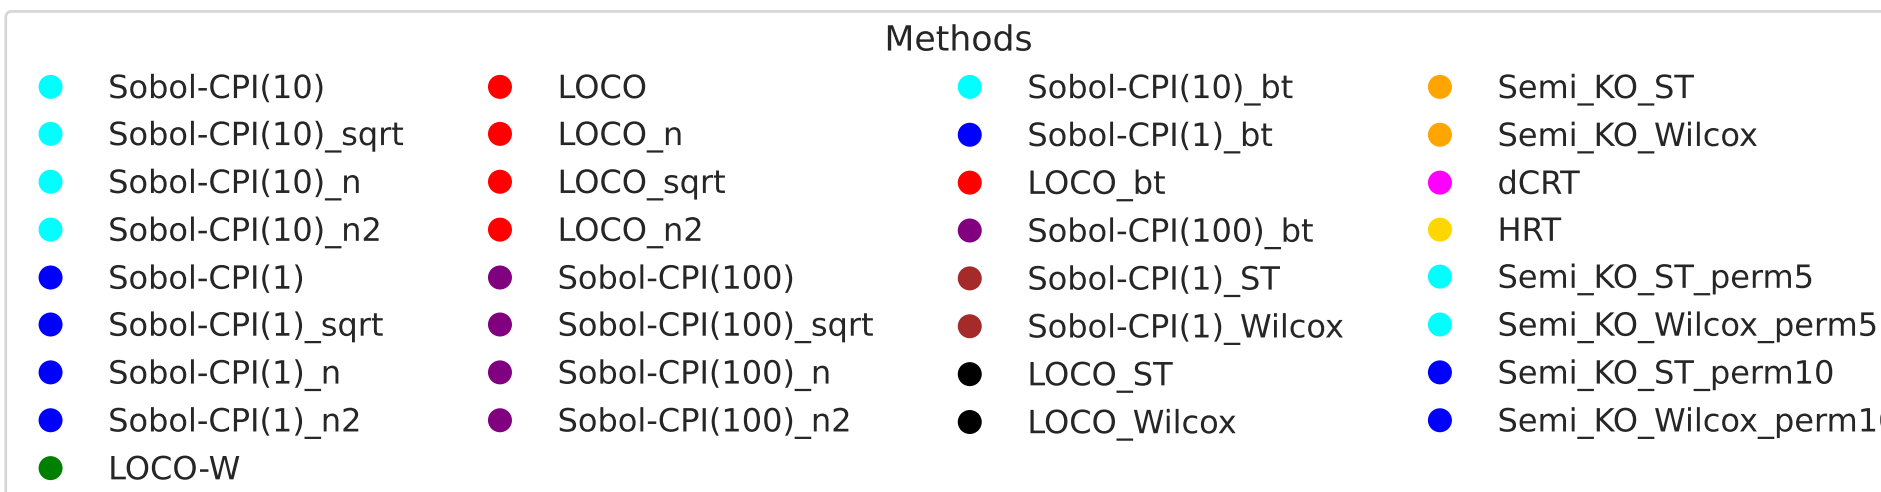 Methods
Sobol-CPI(10)
Sobol-CPI(10)_sqrt
Sobol-CPI(10)_n
Sobol-CPI(10)_n2
Sobol-CPI(1)
Sobol-CPI(1)_sqrt
Sobol-CPI(1)_n
Sobol-CPI(1)_n2
LOCO-W
LOCO
LOCO_n
LOCO_sqrt
LOCO_n2
Sobol-CPI(100)
Sobol-CPI(100)_sqrt
Sobol-CPI(100)_n
Sobol-CPI(100)_n2
Sobol-CPI(10)_bt
Sobol-CPI(1)_bt
LOCO_bt
Sobol-CPI(100)_bt
Sobol-CPI(1)_ST
Sobol-CPI(1)_Wilcox
LOCO_ST
LOCO_Wilcox
Semi_KO_ST
Semi_KO_Wilcox
dCRT
HRT
Semi_KO_ST_perm5
Semi_KO_Wilcox_perm5
Semi_KO_ST_perm10
Semi_KO_Wilcox_perm10